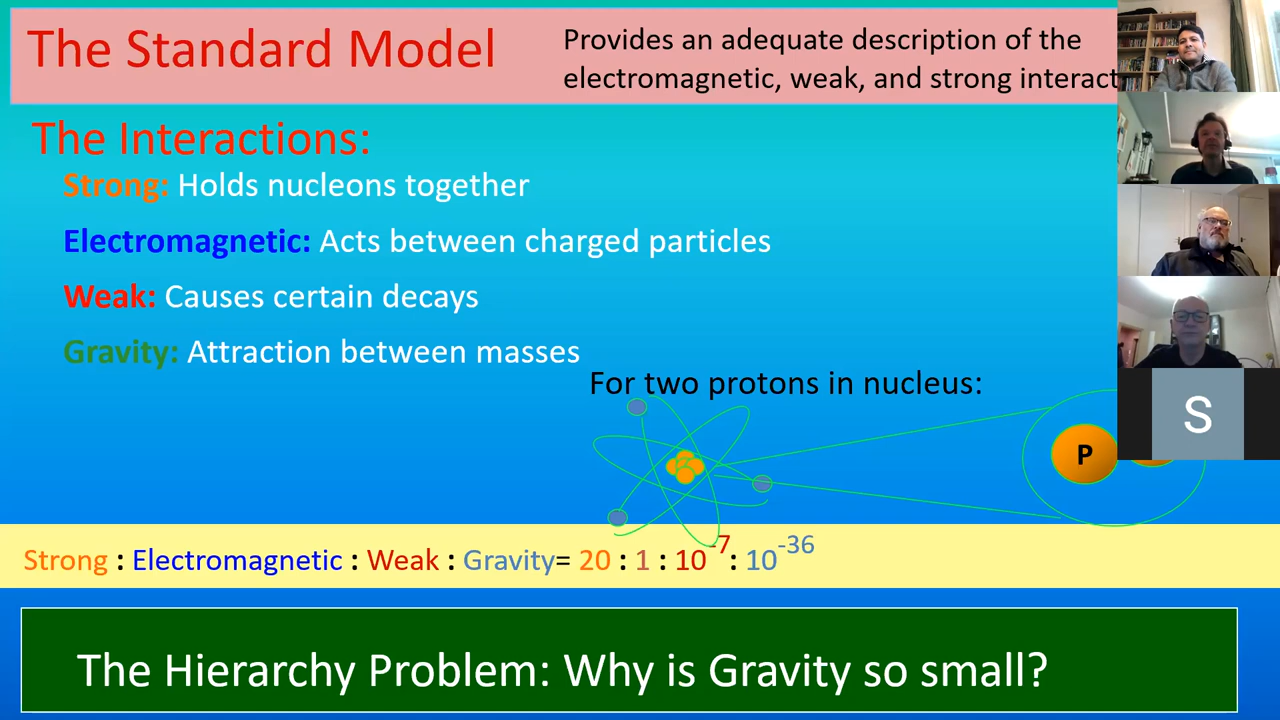 The Standard Model
Provides an adequate description of the
electromagnetic, weak, and strong interact
The Interactions:
Strong: Holds nucleons together
Electromagnetic: Acts between charged particles
Weak: Causes certain decays
Gravity: Attraction between masses
For two protons in nucleus:
P
S
Strong : Electromagnetic : Weak : Gravity= 20 : 1 : 10⁻⁷: 10⁻³⁶
The Hierarchy Problem: Why is Gravity so small?